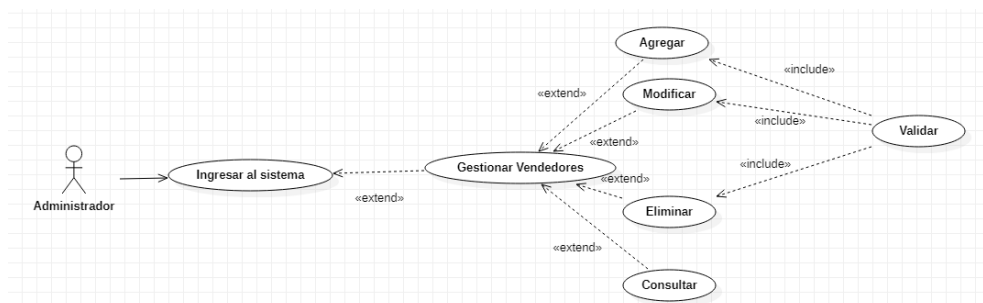 Agregar
«include»
«extend»
Modificar
«include»
Validar
«extend»
Gestionar Vendedores
«include»
Ingresar al sistema
«extend»
«extend»
Administrador
Eliminar
«extend»
Consultar